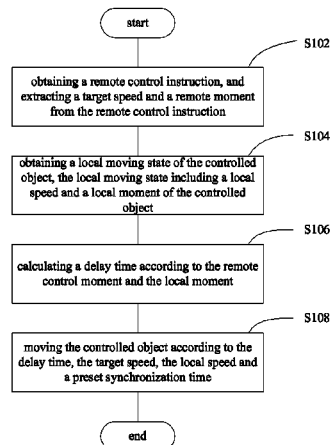 start
S102
obtaining a remote control instruction, and
extracting a target speed and a remote moment
from the remote control instruction
S104
obtaining a local moving state of the controlled
object, the local moving state including a local
speed and a local moment of the controlled
object
S106
calculating a delay time according to the remote
control moment and the local moment
S108
moving the controlled object according to the
delay time, the target speed, the local speed and
a preset synchronization time
end